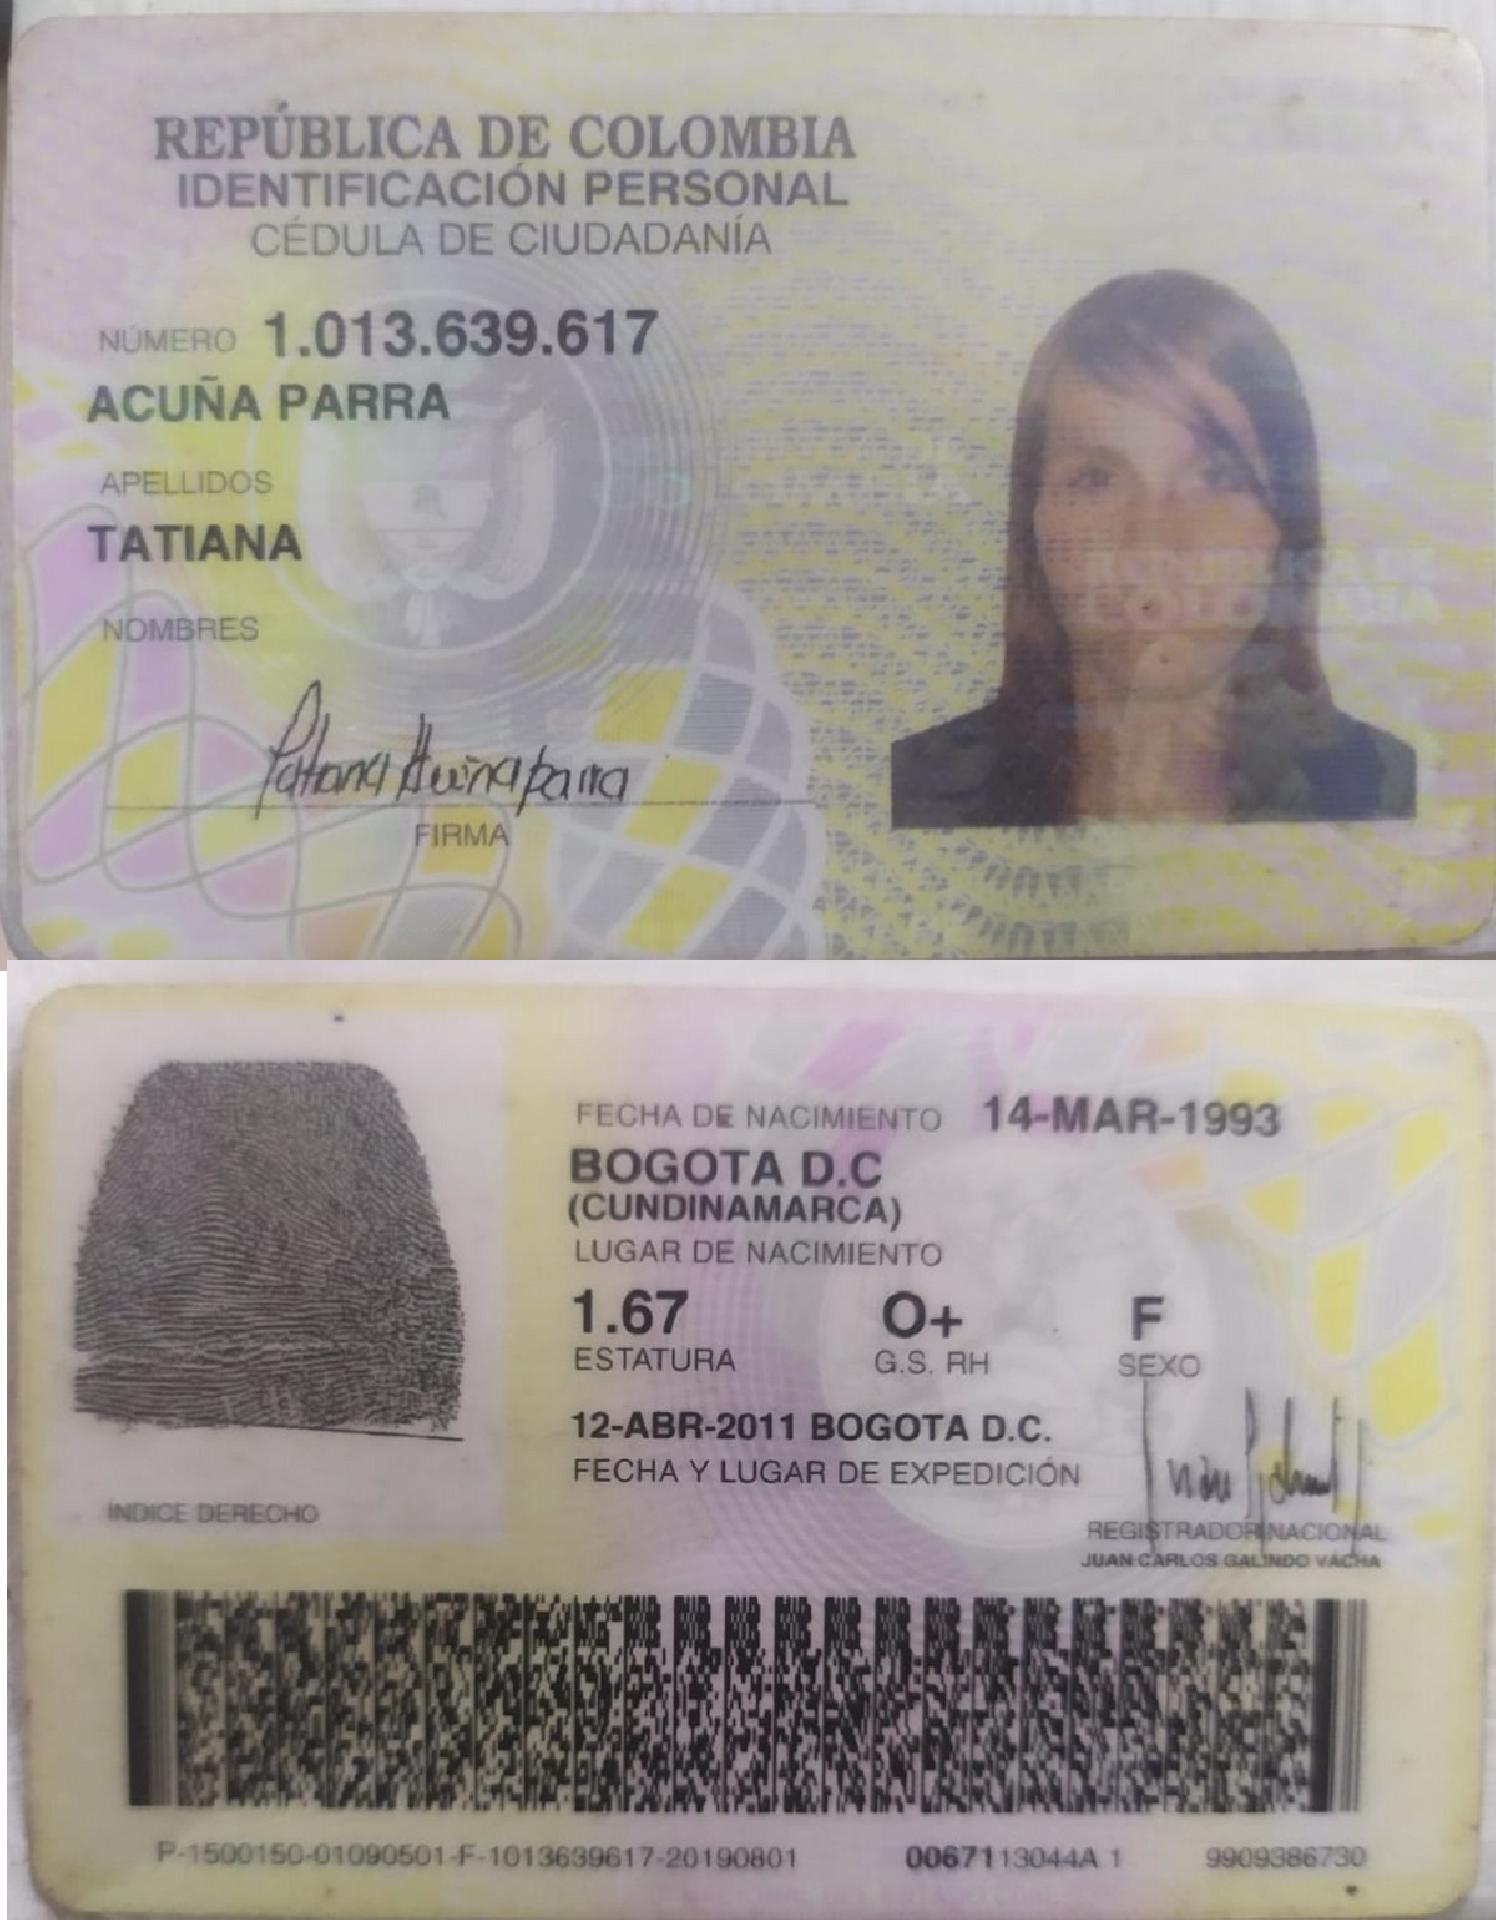 REPÚBLICA DE COLOMBIA
IDENTIFICACIÓN PERSONAL
CÉDULA DE CIUDADANÍA
NÚMERO 1.013.639.617
ACUÑA PARRA
APELLIDOS
TATIANA
NOMBRES
Tatiana Acuña parra
FIRMA
REPUBLICA DE
COLOMBIA
FECHA DE NACIMIENTO 14-MAR-1993
BOGOTA D.C
(CUNDINAMARCA)
LUGAR DE NACIMIENTO
1.67 O+ F
ESTATURA G.S. RH SEXO
12-ABR-2011 BOGOTA D.C.
FECHA Y LUGAR DE EXPEDICIÓN
ÍNDICE DERECHO
REGISTRADOR NACIONAL
JUAN CARLOS GALINDO VÁCHA
P-1500150-01090501-F-1013639617-20190801 0067113044A 1 9909386730